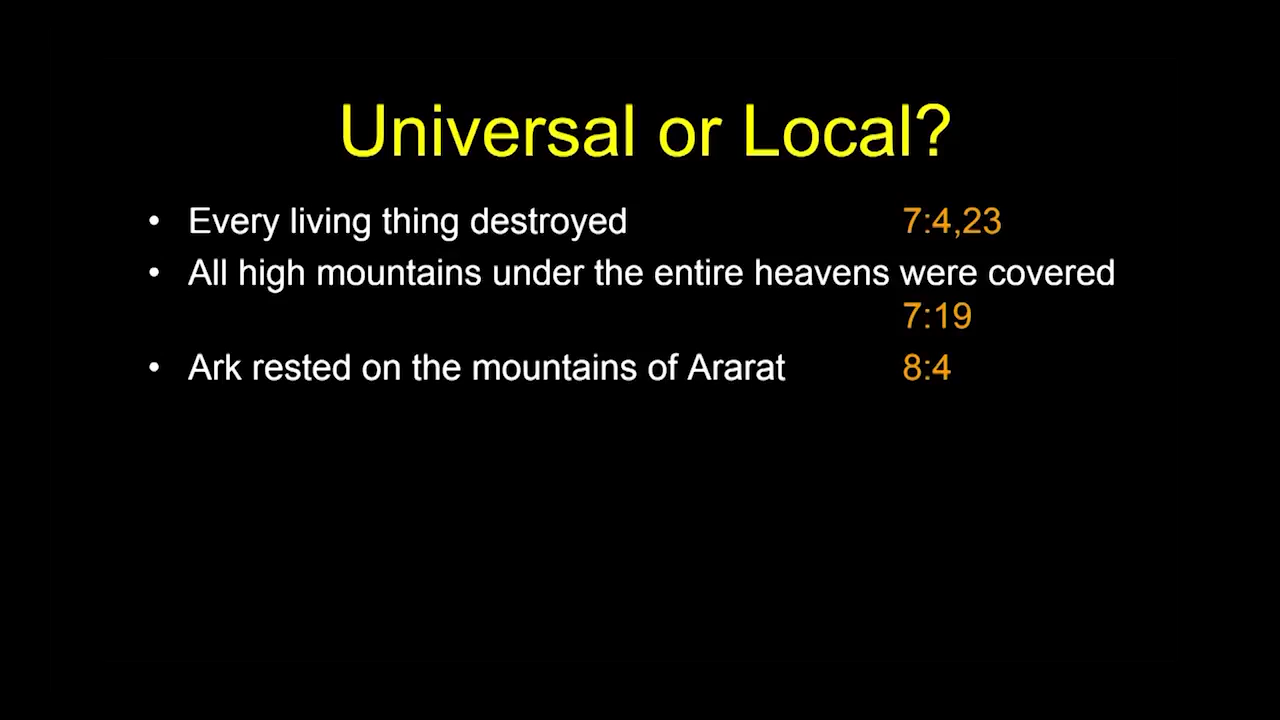 Universal or Local?
• Every living thing destroyed 7:4,23
• All high mountains under the entire heavens were covered
7:19
• Ark rested on the mountains of Ararat 8:4